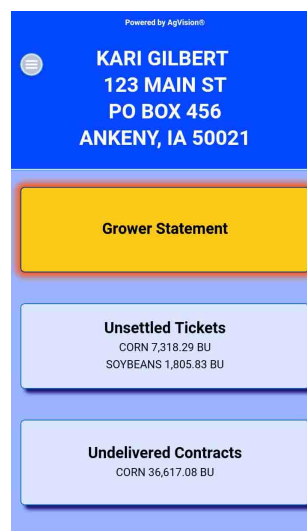 Powered by AgVision®
KARI GILBERT
123 MAIN ST
PO BOX 456
ANKENY, IA 50021
Grower Statement
Unsettled Tickets
CORN 7,318.29 BU
SOYBEANS 1,805.83 BU
Undelivered Contracts
CORN 36,617.08 BU